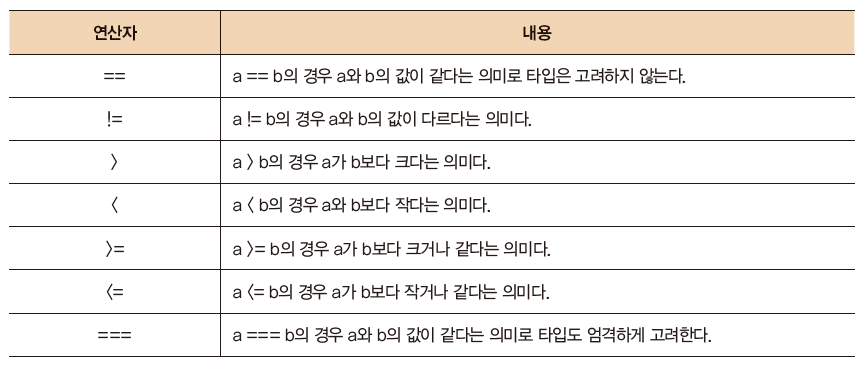 연산자 내용
== a == b의 경우 a와 b의 값이 같다는 의미로 타입은 고려하지 않는다.
!= a != b의 경우 a와 b의 값이 다르다는 의미다.
> a > b의 경우 a가 b보다 크다는 의미다.
< a < b의 경우 a와 b보다 작다는 의미다.
>= a >= b의 경우 a가 b보다 크거나 같다는 의미다.
<= a <= b의 경우 a가 b보다 작거나 같다는 의미다.
=== a === b의 경우 a와 b의 값이 같다는 의미로 타입도 엄격하게 고려한다.